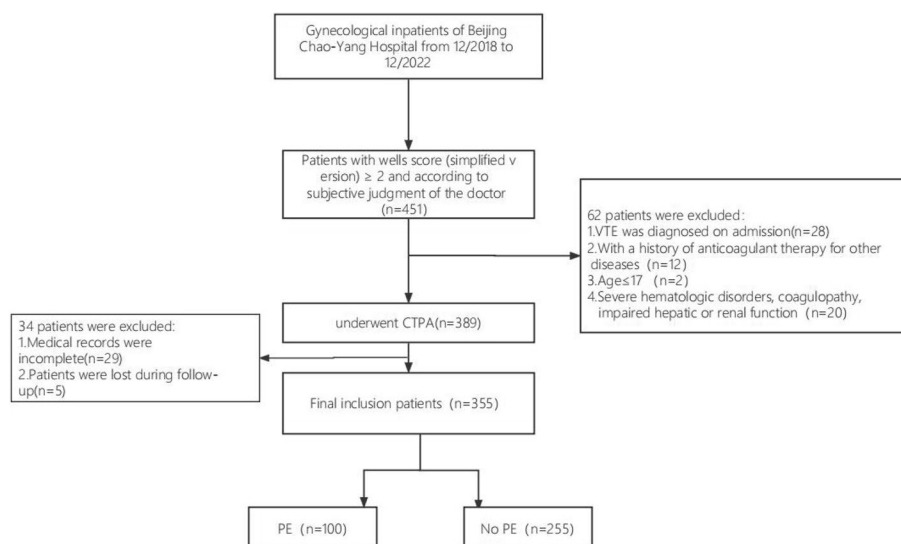 Gynecological inpatients of Beijing
Chao-Yang Hospital from 12/2018 to
12/2022
Patients with wells score (simplified v
ersion) ≥ 2 and according to
subjective judgment of the doctor
(n=451)
62 patients were excluded:
1.VTE was diagnosed on admission(n=28)
2.With a history of anticoagulant therapy for other
diseases (n=12)
3.Age≤17 (n=2)
4.Severe hematologic disorders, coagulopathy,
impaired hepatic or renal function (n=20)
underwent CTPA(n=389)
34 patients were excluded:
1.Medical records were
incomplete(n=29)
2.Patients were lost during follow-
up(n=5)
Final inclusion patients (n=355)
PE (n=100)
No PE (n=255)